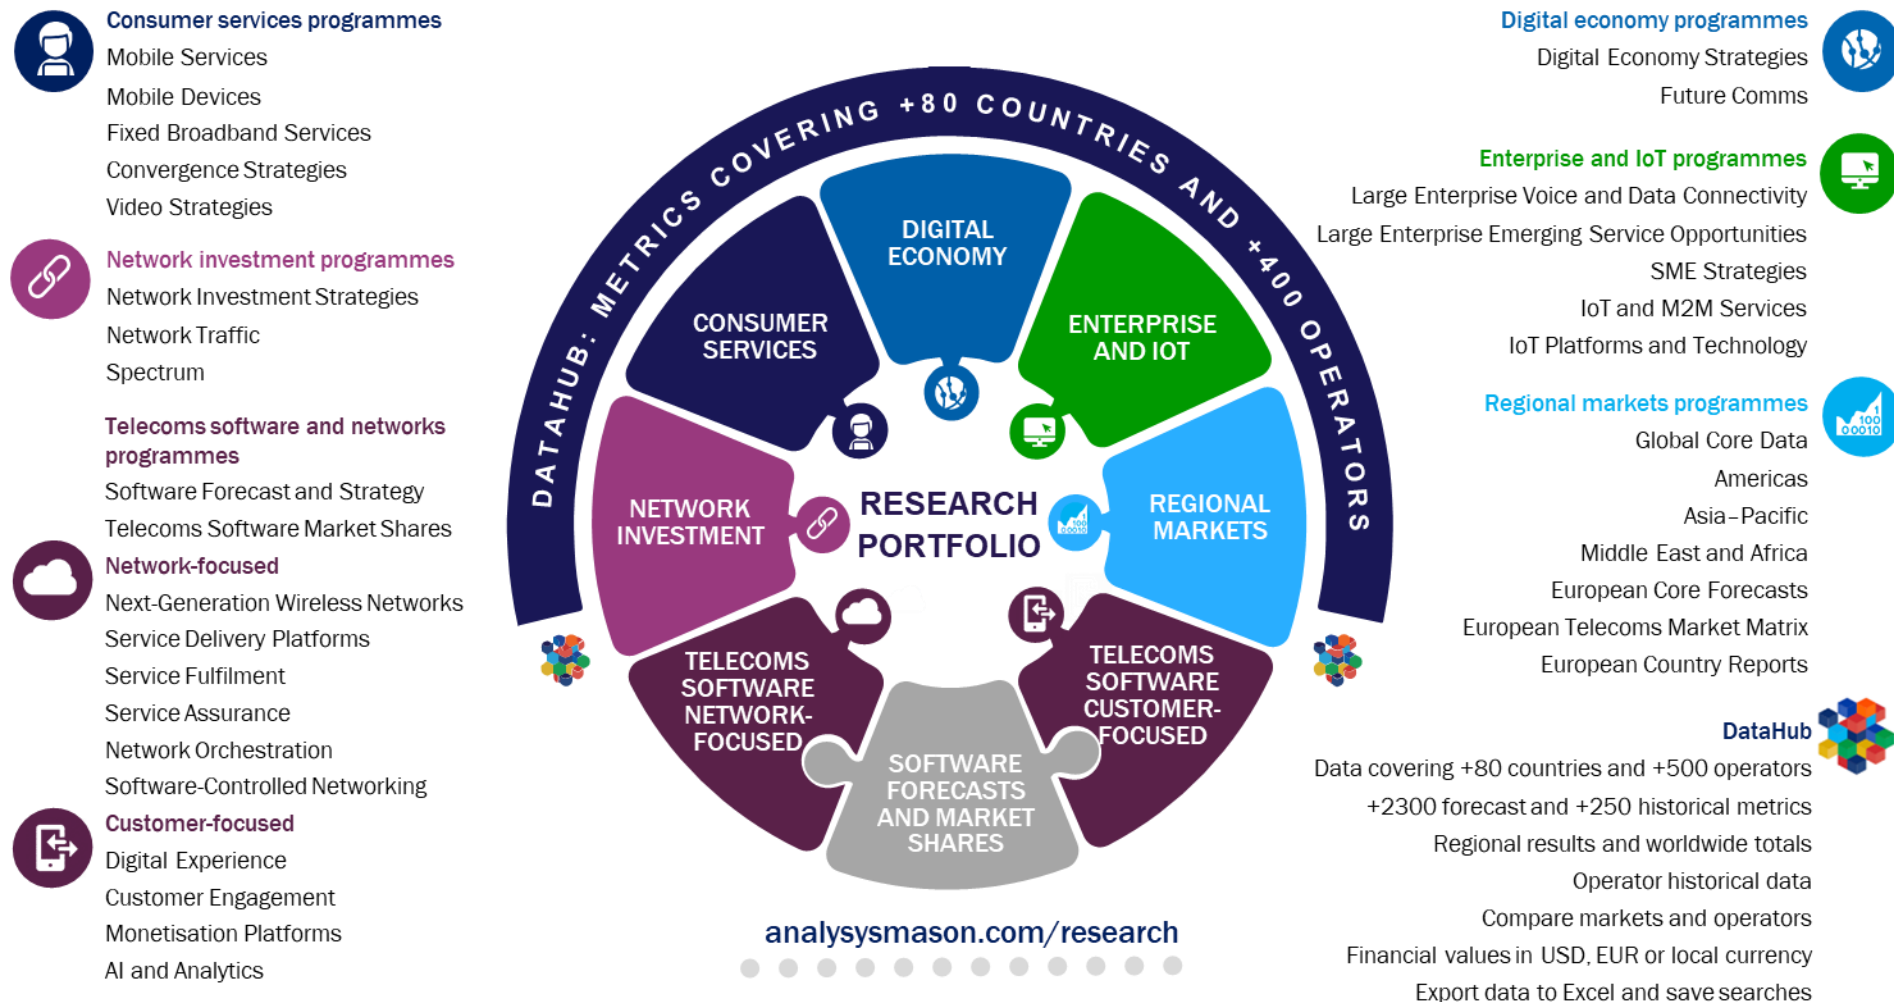 Consumer services programmes
Mobile Services
Mobile Devices
Fixed Broadband Services
Convergence Strategies
Video Strategies
Network investment programmes
Network Investment Strategies
Network Traffic
Spectrum
Telecoms software and networks
programmes
Software Forecast and Strategy
Telecoms Software Market Shares
Network-focused
Next-Generation Wireless Networks
Service Delivery Platforms
Service Fulfilment
Service Assurance
Network Orchestration
Software-Controlled Networking
Customer-focused
Digital Experience
Customer Engagement
Monetisation Platforms
AI and Analytics
DATAHUB: METRICS COVERING +80 COUNTRIES AND +400 OPERATORS
DIGITAL
ECONOMY
CONSUMER
SERVICES
ENTERPRISE
AND IOT
NETWORK
INVESTMENT
RESEARCH
PORTFOLIO
1
100
00010
REGIONAL
MARKETS
TELECOMS
SOFTWARE
NETWORK-
FOCUSED
TELECOMS
SOFTWARE
CUSTOMER-
FOCUSED
SOFTWARE
FORECASTS
AND MARKET
SHARES
analysysmason.com/research
Digital economy programmes
Digital Economy Strategies
Future Comms
Enterprise and IoT programmes
Large Enterprise Voice and Data Connectivity
Large Enterprise Emerging Service Opportunities
SME Strategies
IoT and M2M Services
IoT Platforms and Technology
Regional markets programmes
1
100
00010
Global Core Data
Americas
Asia–Pacific
Middle East and Africa
European Core Forecasts
European Telecoms Market Matrix
European Country Reports
DataHub
Data covering +80 countries and +500 operators
+2300 forecast and +250 historical metrics
Regional results and worldwide totals
Operator historical data
Compare markets and operators
Financial values in USD, EUR or local currency
Export data to Excel and save searches